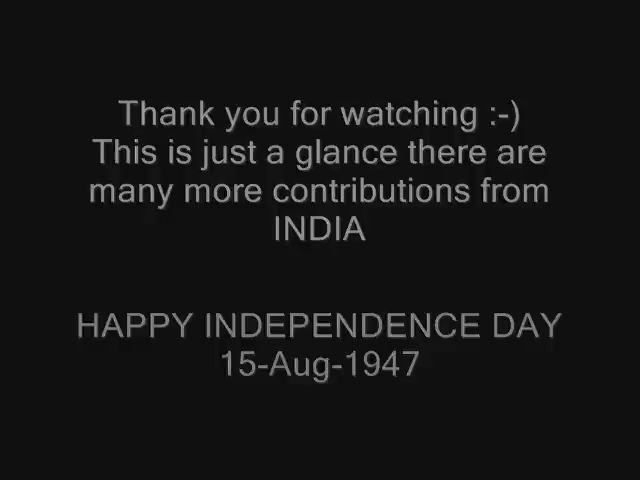 Thank you for watching :-)
This is just a glance there are
many more contributions from
INDIA
HAPPY INDEPENDENCE DAY
15-Aug-1947